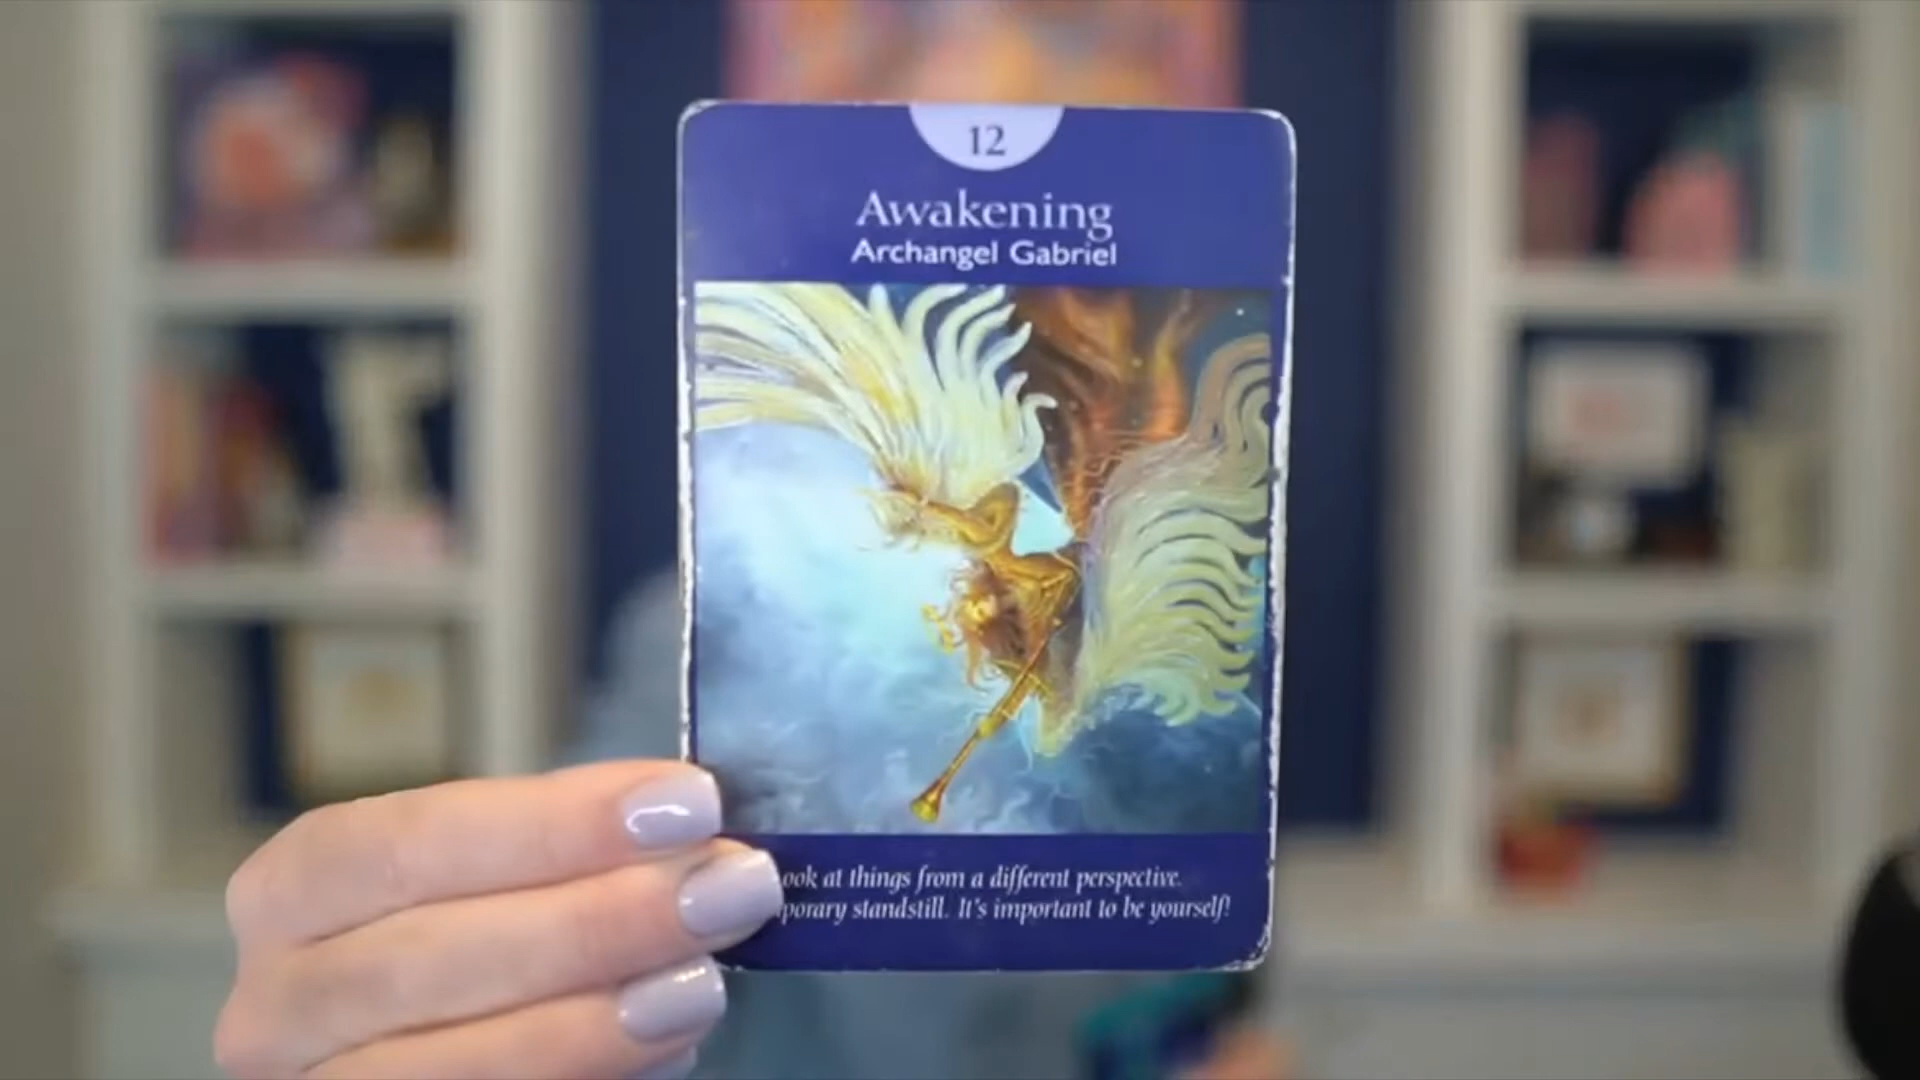 12
Awakening
Archangel Gabriel
ook at things from a different perspective.
porary standstill. It's important to be yourself!